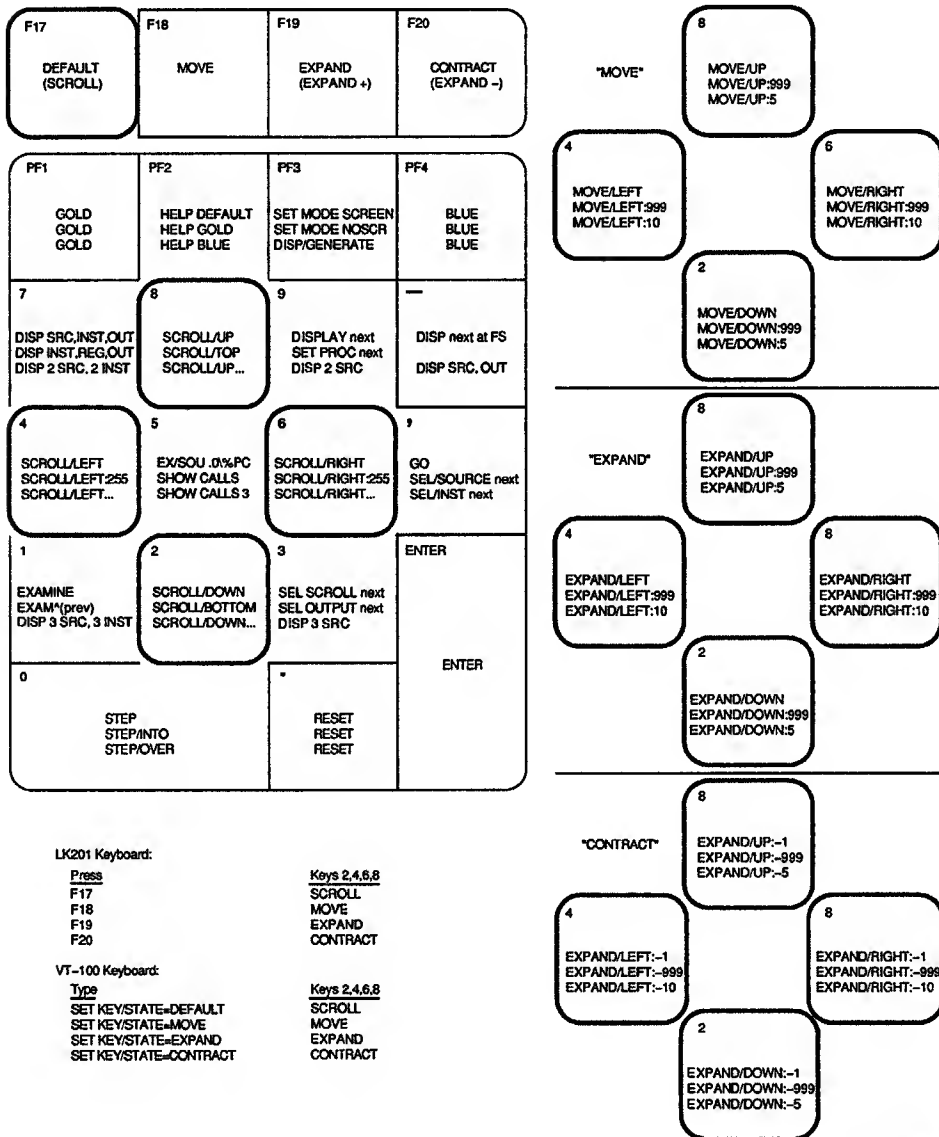 F17
DEFAULT
(SCROLL)
F18
MOVE
F19
EXPAND
(EXPAND +)
F20
CONTRACT
(EXPAND –)
PF1
GOLD
GOLD
GOLD
PF2
HELP DEFAULT
HELP GOLD
HELP BLUE
PF3
SET MODE SCREEN
SET MODE NOSCR
DISP/GENERATE
PF4
BLUE
BLUE
BLUE
7
DISP SRC,INST,OUT
DISP INST,REG,OUT
DISP 2 SRC, 2 INST
8
SCROLL/UP
SCROLL/TOP
SCROLL/UP...
9
DISPLAY next
SET PROC next
DISP 2 SRC
—
DISP next at FS
DISP SRC, OUT
4
SCROLL/LEFT
SCROLL/LEFT:255
SCROLL/LEFT...
5
EX/SOU .0\%PC
SHOW CALLS
SHOW CALLS 3
6
SCROLL/RIGHT
SCROLL/RIGHT:255
SCROLL/RIGHT...
,
GO
SEL/SOURCE next
SEL/INST next
1
EXAMINE
EXAM^(prev)
DISP 3 SRC, 3 INST
2
SCROLL/DOWN
SCROLL/BOTTOM
SCROLL/DOWN...
3
SEL SCROLL next
SEL OUTPUT next
DISP 3 SRC
ENTER
ENTER
0
STEP
STEP/INTO
STEP/OVER
.
RESET
RESET
RESET
LK201 Keyboard:
Press Keys 2,4,6,8
F17 SCROLL
F18 MOVE
F19 EXPAND
F20 CONTRACT
VT–100 Keyboard:
Type Keys 2,4,6,8
SET KEY/STATE=DEFAULT SCROLL
SET KEY/STATE=MOVE MOVE
SET KEY/STATE=EXPAND EXPAND
SET KEY/STATE=CONTRACT CONTRACT
"MOVE"
8
MOVE/UP
MOVE/UP:999
MOVE/UP:5
4
MOVE/LEFT
MOVE/LEFT:999
MOVE/LEFT:10
6
MOVE/RIGHT
MOVE/RIGHT:999
MOVE/RIGHT:10
2
MOVE/DOWN
MOVE/DOWN:999
MOVE/DOWN:5
"EXPAND"
8
EXPAND/UP
EXPAND/UP:999
EXPAND/UP:5
4
EXPAND/LEFT
EXPAND/LEFT:999
EXPAND/LEFT:10
8
EXPAND/RIGHT
EXPAND/RIGHT:999
EXPAND/RIGHT:10
2
EXPAND/DOWN
EXPAND/DOWN:999
EXPAND/DOWN:5
"CONTRACT"
8
EXPAND/UP:–1
EXPAND/UP:–999
EXPAND/UP:–5
4
EXPAND/LEFT:–1
EXPAND/LEFT:–999
EXPAND/LEFT:–10
8
EXPAND/RIGHT:–1
EXPAND/RIGHT:–999
EXPAND/RIGHT:–10
2
EXPAND/DOWN:–1
EXPAND/DOWN:–999
EXPAND/DOWN:–5